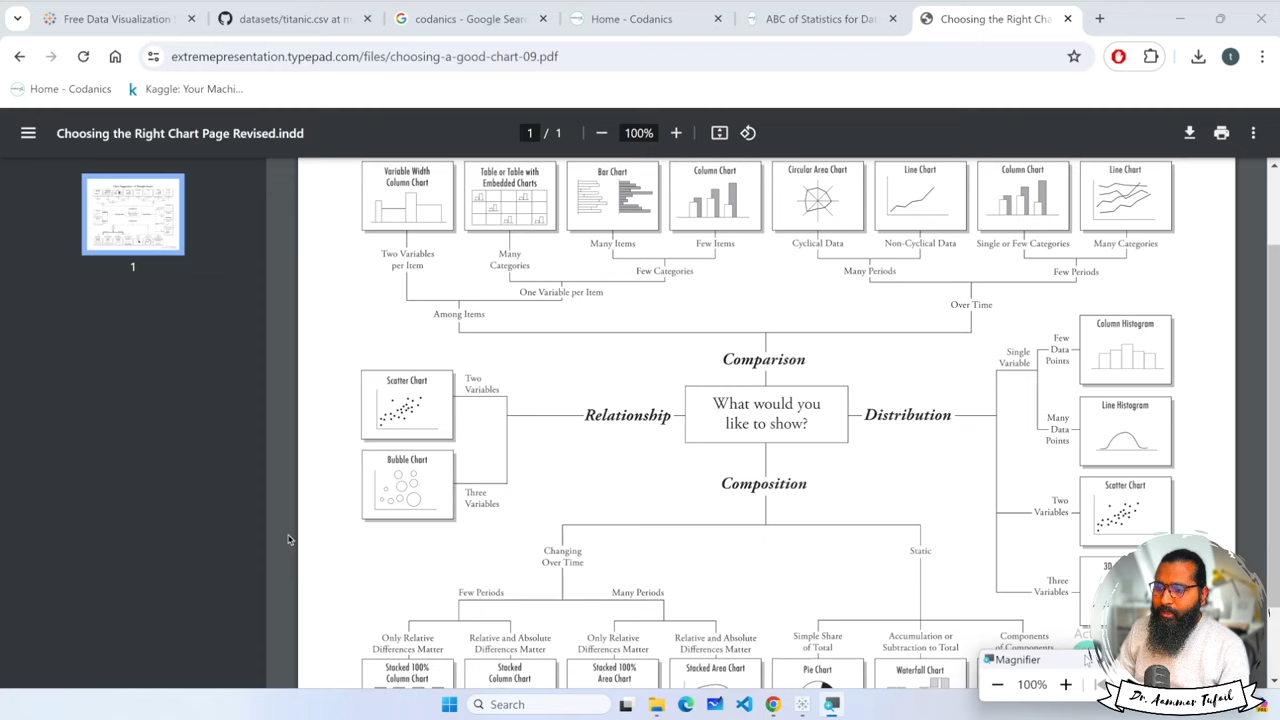 Free Data Visualization S
datasets/titanic.csv at m
codanics - Google Sear
Home - Codanics
ABC of Statistics for Dat
Choosing the Right Cha
extremepresentation.typepad.com/files/choosing-a-good-chart-09.pdf
Home - Codanics
Kaggle: Your Machi...
Choosing the Right Chart Page Revised.indd
1 / 1
100%
1
Variable Width
Column Chart
Table or Table with
Embedded Charts
Bar Chart
Column Chart
Circular Area Chart
Line Chart
Column Chart
Line Chart
Two Variables
per Item
Many
Categories
Many Items
Few Items
Cyclical Data
Non-Cyclical Data
Single or Few Categories
Many Categories
Few Categories
Many Periods
Few Periods
One Variable per Item
Over Time
Among Items
Comparison
What would you
like to show?
Relationship
Distribution
Composition
Scatter Chart
Two
Variables
Bubble Chart
Three
Variables
Single
Variable
Few
Data
Points
Column Histogram
Many
Data
Points
Line Histogram
Two
Variables
Scatter Chart
Three
Variables
3D
Changing
Over Time
Static
Few Periods
Many Periods
Only Relative
Differences Matter
Relative and Absolute
Differences Matter
Only Relative
Differences Matter
Relative and Absolute
Differences Matter
Simple Share
of Total
Accumulation or
Subtraction to Total
Components
of Components
Stacked 100%
Column Chart
Stacked
Column Chart
Stacked 100%
Area Chart
Stacked Area Chart
Pie Chart
Waterfall Chart
Magnifier
100%
Search
Dr. Aammar Tufail